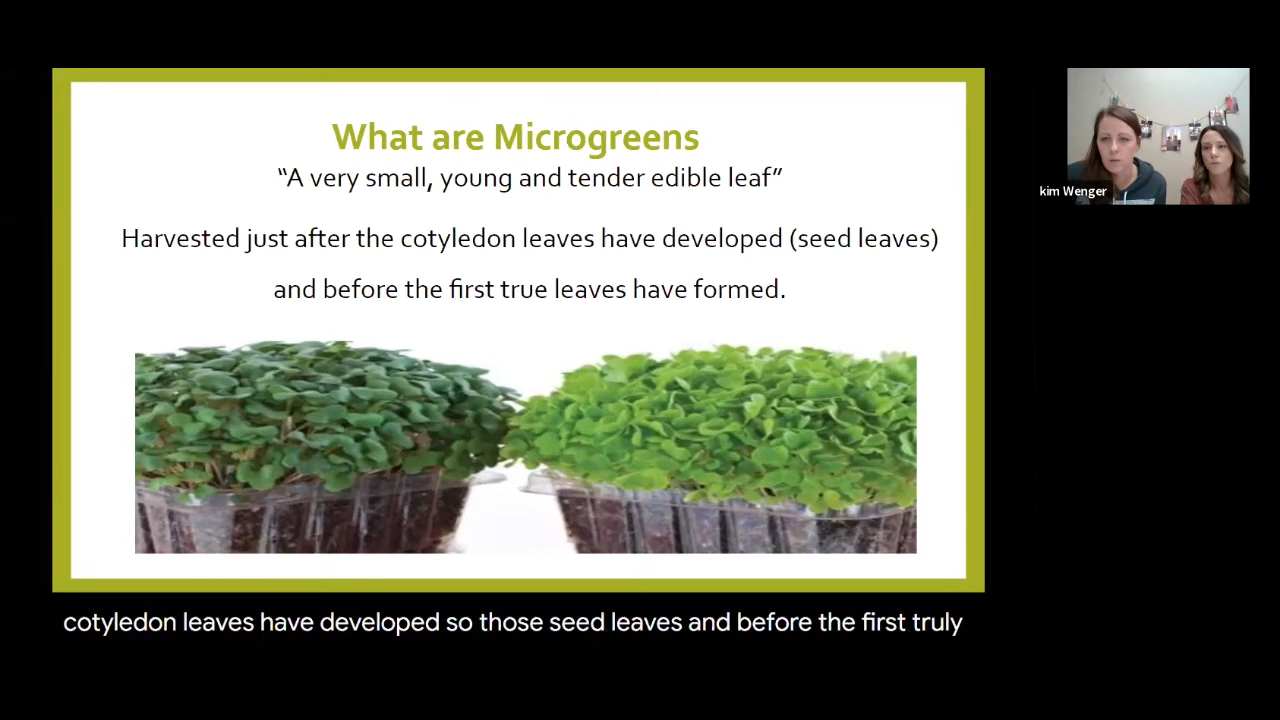 What are Microgreens
“A very small, young and tender edible leaf”
Harvested just after the cotyledon leaves have developed (seed leaves)
and before the first true leaves have formed.
kim Wenger
cotyledon leaves have developed so those seed leaves and before the first truly